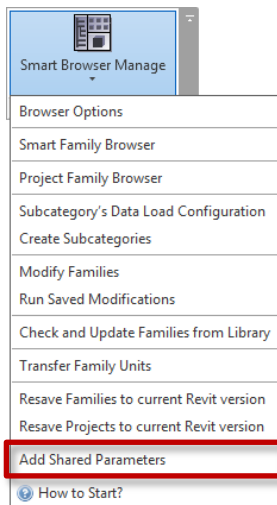 Smart Browser Manage
Browser Options
Smart Family Browser
Project Family Browser
Subcategory's Data Load Configuration
Create Subcategories
Modify Families
Run Saved Modifications
Check and Update Families from Library
Transfer Family Units
Resave Families to current Revit version
Resave Projects to current Revit version
Add Shared Parameters
How to Start?